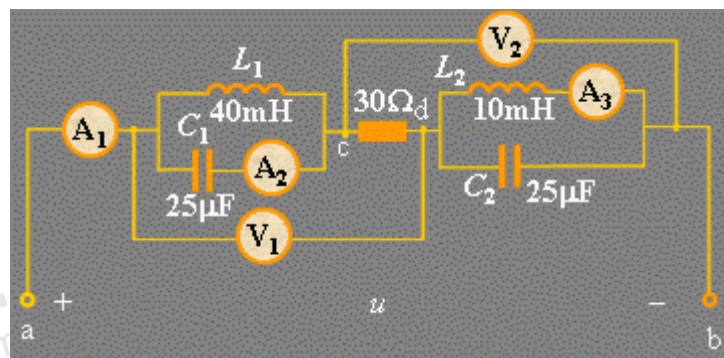 V₂
L₁
L₂
A₁
40mH
30Ω
d
10mH
A₃
C₁
c
A₂
C₂
25μF
25μF
V₁
+
u
−
a
b